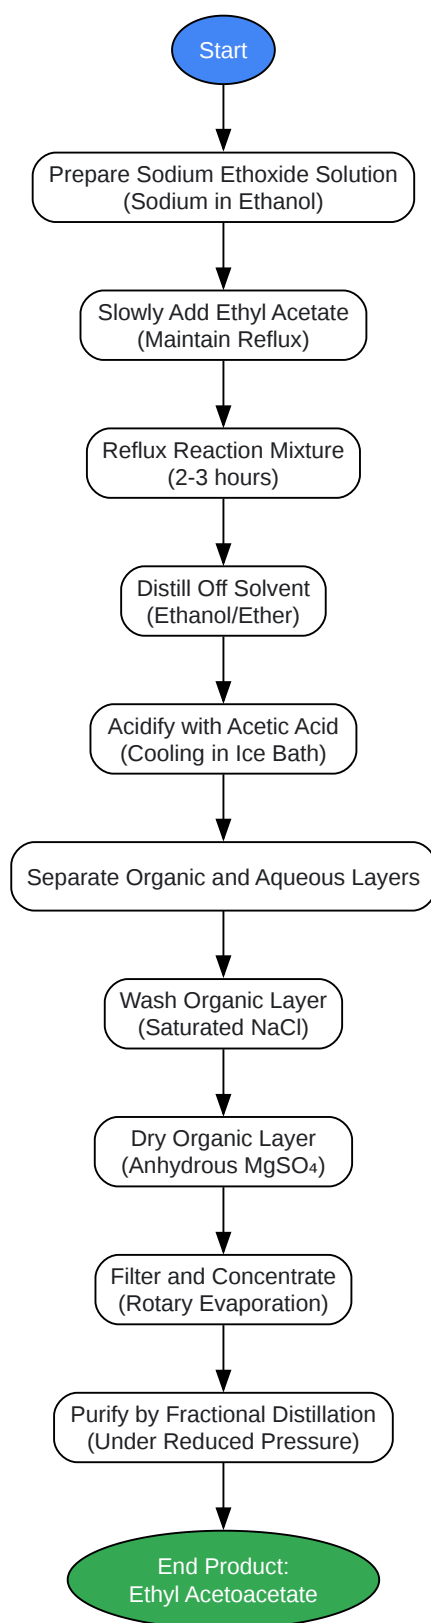 Start
Prepare Sodium Ethoxide Solution
(Sodium in Ethanol)
Slowly Add Ethyl Acetate
(Maintain Reflux)
Reflux Reaction Mixture
(2-3 hours)
Distill Off Solvent
(Ethanol/Ether)
Acidify with Acetic Acid
(Cooling in Ice Bath)
Separate Organic and Aqueous Layers
Wash Organic Layer
(Saturated NaCl)
Dry Organic Layer
(Anhydrous MgSO₄)
Filter and Concentrate
(Rotary Evaporation)
Purify by Fractional Distillation
(Under Reduced Pressure)
End Product:
Ethyl Acetoacetate